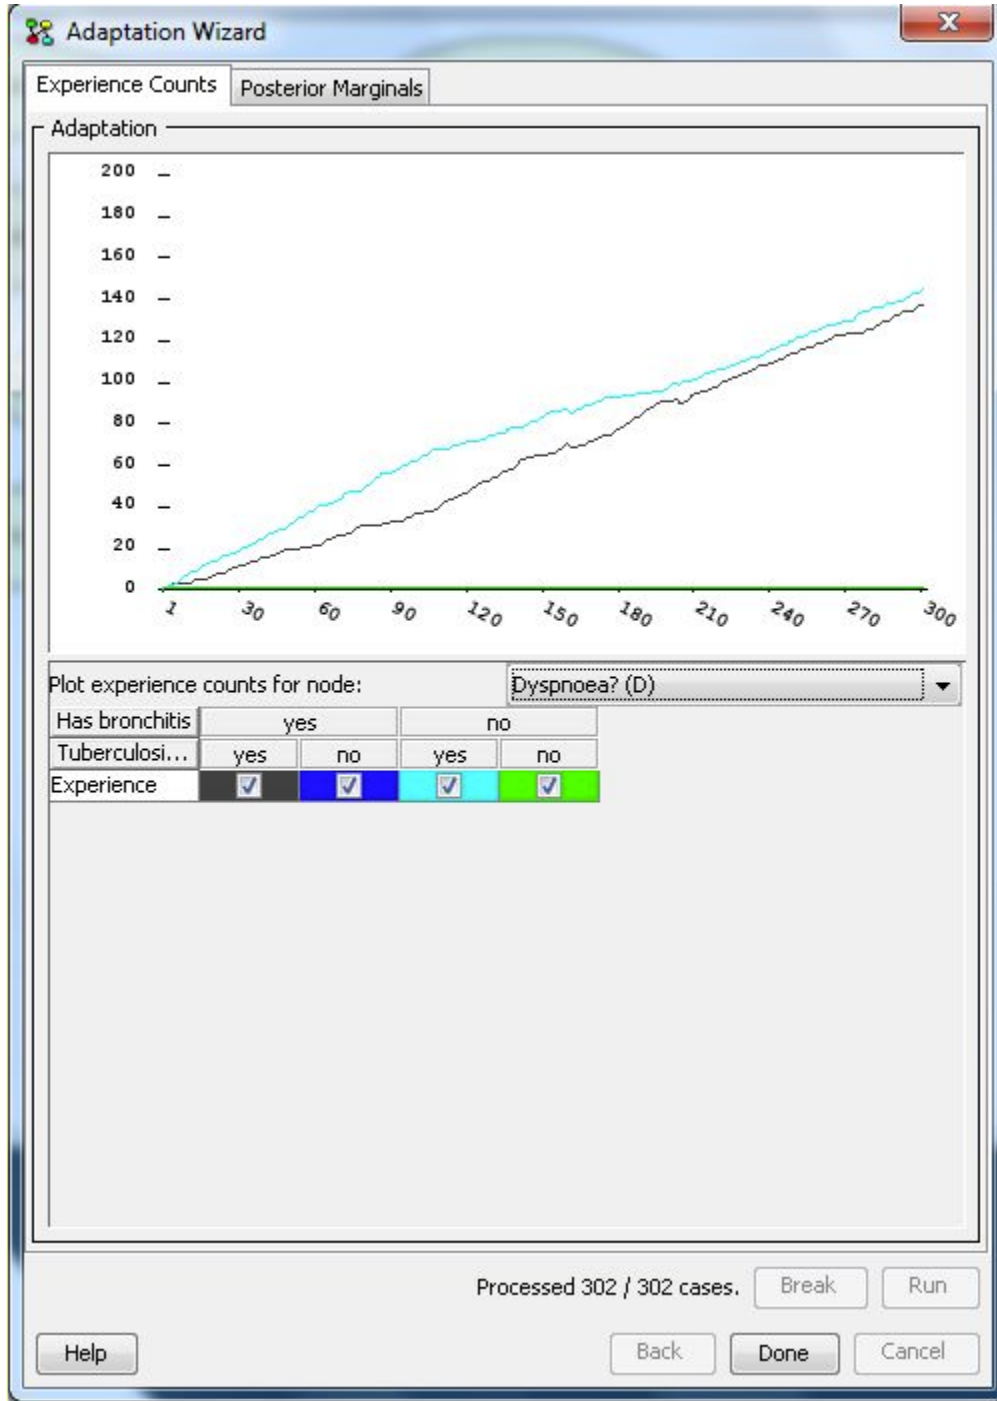 Adaptation Wizard
Experience Counts Posterior Marginals
Adaptation
200
180
160
140
120
100
80
60
40
20
0
1 30 60 90 120 150 180 210 240 270 300
Plot experience counts for node: Dyspnoea? (D)
Has bronchitis yes no
Tuberculosi... yes no yes no
Experience
Processed 302 / 302 cases. Break Run
Help Back Done Cancel